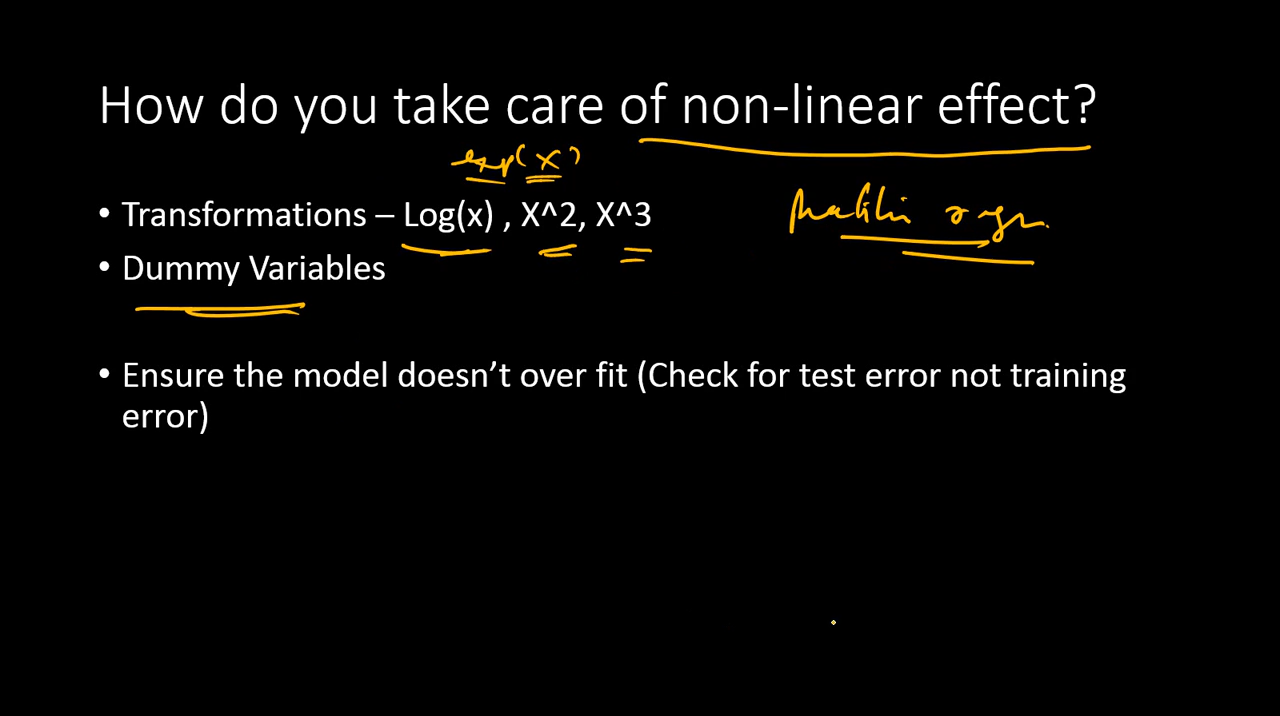 How do you take care of non-linear effect?
exp(x)
• Transformations – Log(x) , X^2, X^3
• Dummy Variables
• Ensure the model doesn’t over fit (Check for test error not training
error)